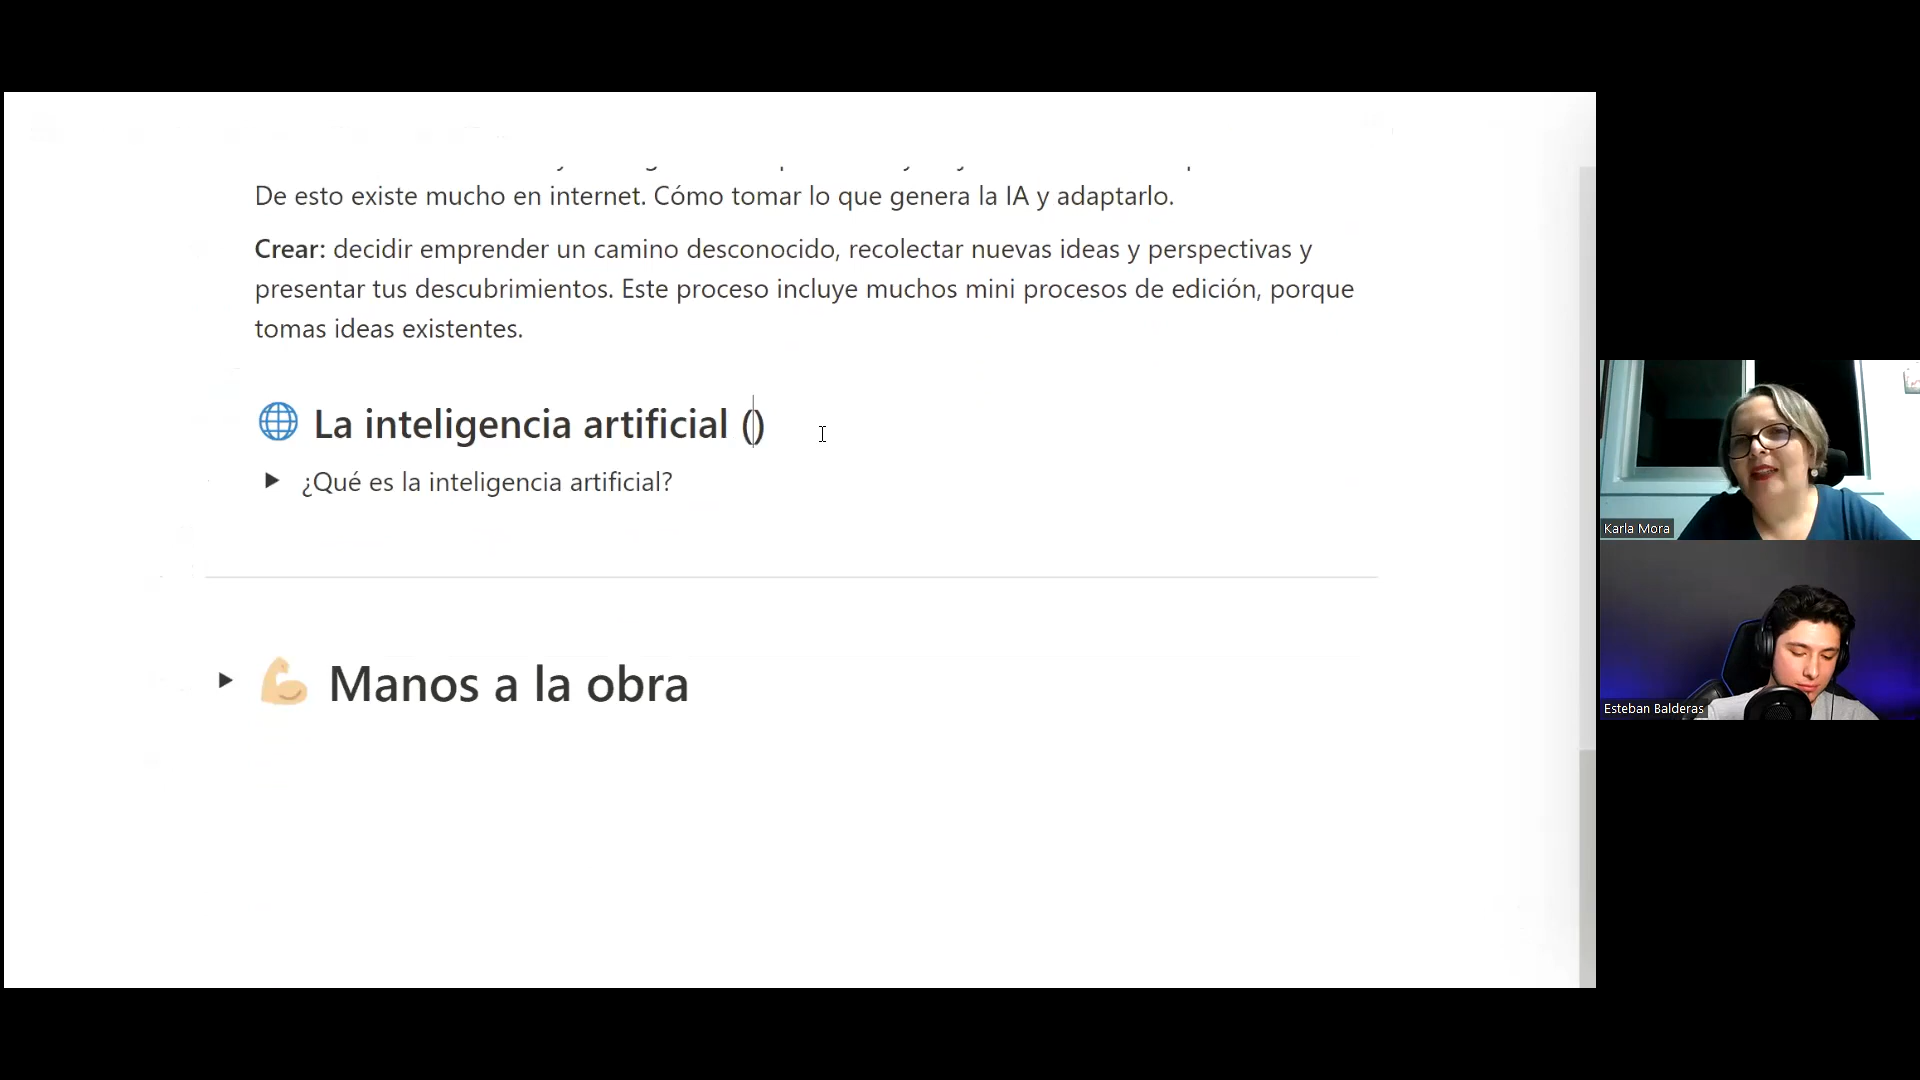 De esto existe mucho en internet. Cómo tomar lo que genera la IA y adaptarlo.
Crear: decidir emprender un camino desconocido, recolectar nuevas ideas y perspectivas y
presentar tus descubrimientos. Este proceso incluye muchos mini procesos de edición, porque
tomas ideas existentes.
La inteligencia artificial ()
¿Qué es la inteligencia artificial?
Manos a la obra
Karla Mora
Esteban Balderas